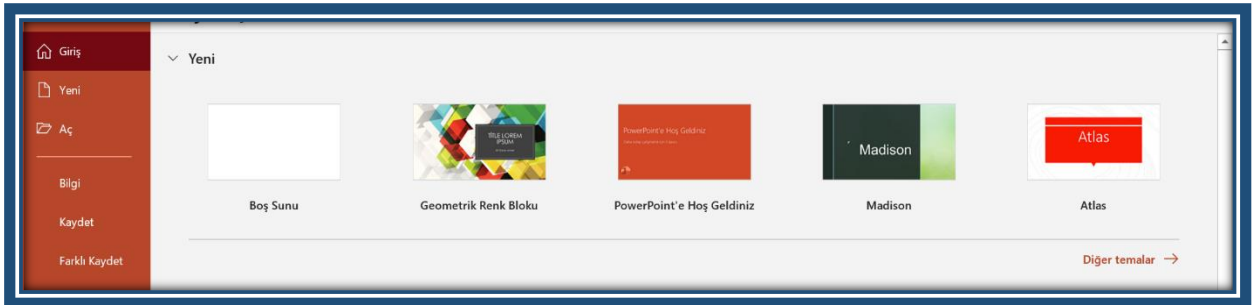 Giriş
Yeni
Aç
Bilgi
Kaydet
Farklı Kaydet
Yeni
TITLE LOREM
IPSUM
PowerPoint'e Hoş Geldiniz
Madison
Atlas
Boş Sunu
Geometrik Renk Bloku
PowerPoint'e Hoş Geldiniz
Madison
Atlas
Diğer temalar